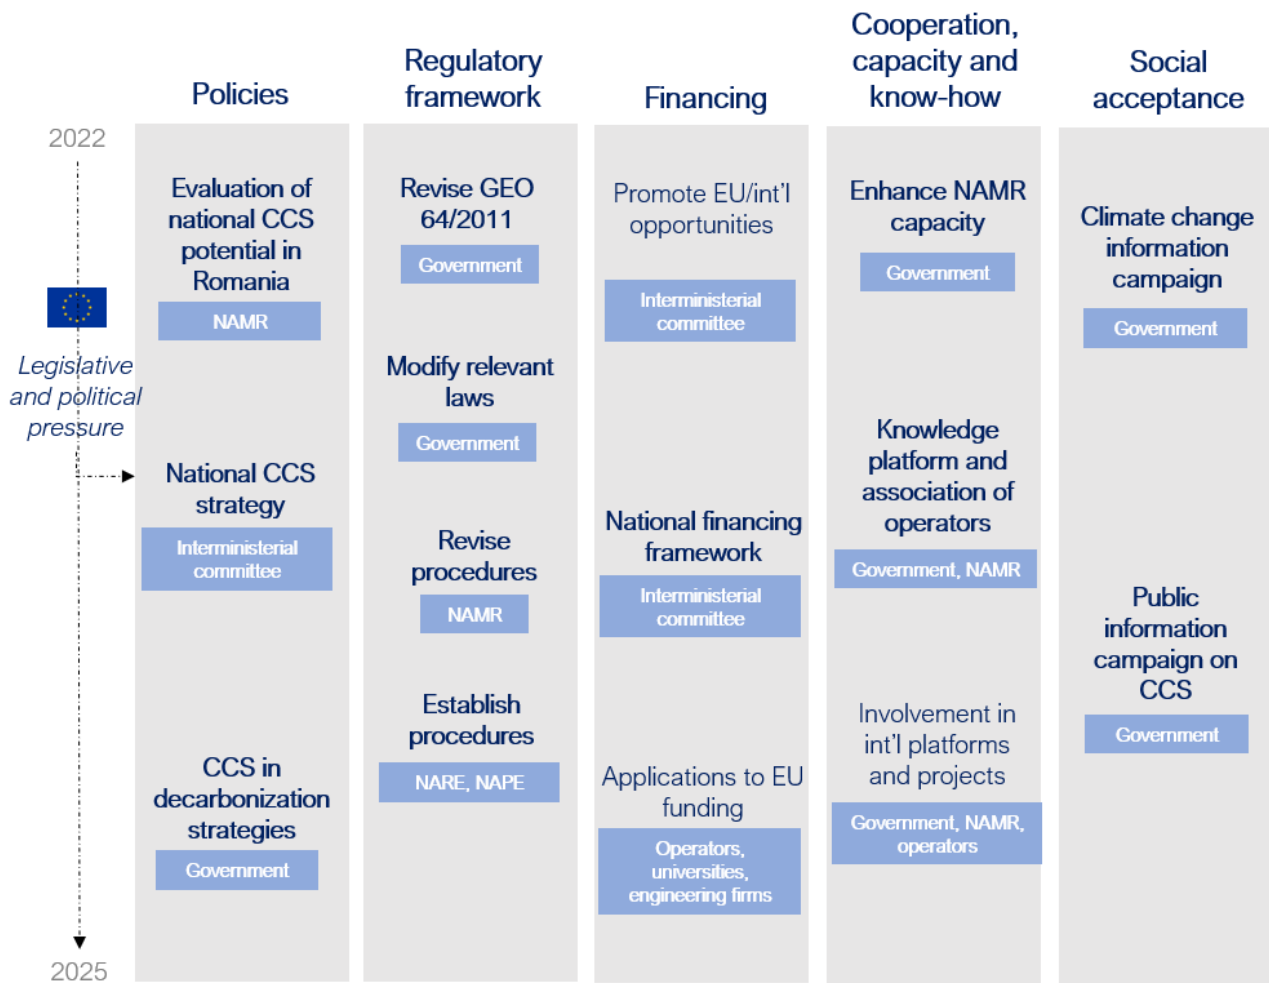 2022
Legislative
and political
pressure
2025
Policies
Evaluation of
national CCS
potential in
Romania
NAMR
National CCS
strategy
Interministerial
committee
CCS in
decarbonization
strategies
Government
Regulatory
framework
Revise GEO
64/2011
Government
Modify relevant
laws
Government
Revise
procedures
NAMR
Establish
procedures
NARE, NAPE
Financing
Promote EU/int'l
opportunities
Interministerial
committee
National financing
framework
Interministerial
committee
Applications to EU
funding
Operators,
universities,
engineering firms
Cooperation,
capacity and
know-how
Enhance NAMR
capacity
Government
Knowledge
platform and
association of
operators
Government, NAMR
Involvement in
int'l platforms
and projects
Government, NAMR,
operators
Social
acceptance
Climate change
information
campaign
Government
Public
information
campaign on
CCS
Government